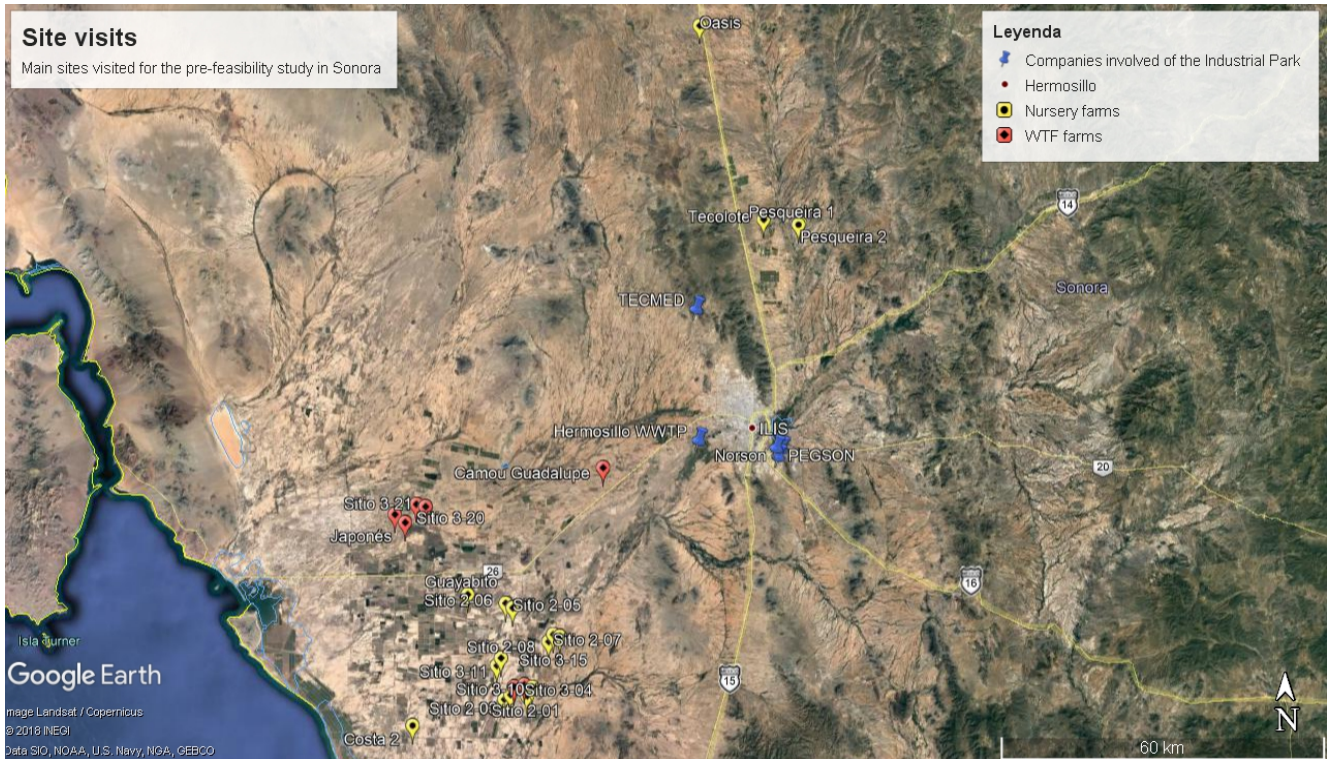 Site visits
Main sites visited for the pre-feasibility study in Sonora
Oasis
Leyenda
Companies involved of the Industrial Park
Hermosillo
Nursery farms
WTF farms
14
Tecolote
Pesqueira 1
Pesqueira 2
Sonora
TECMED
Hermosillo WWTP
ILIS
Norson
PEGSON
20
Camou Guadalupe
Sitio 3-21
Sitio 3-20
Japonés
26
16
Guayabito
Sitio 2-06
Sitio 2-05
Sitio 2-07
Sitio 2-08
Sitio 3-15
Sitio 3-11
Sitio 3-10
Sitio 3-04
Sitio 2-01
15
Costa 2
Google Earth
mage Landsat / Copernicus
© 2018 INEGI
Data SIO, NOAA, U.S. Navy, NGA, GEBCO
N
60 km